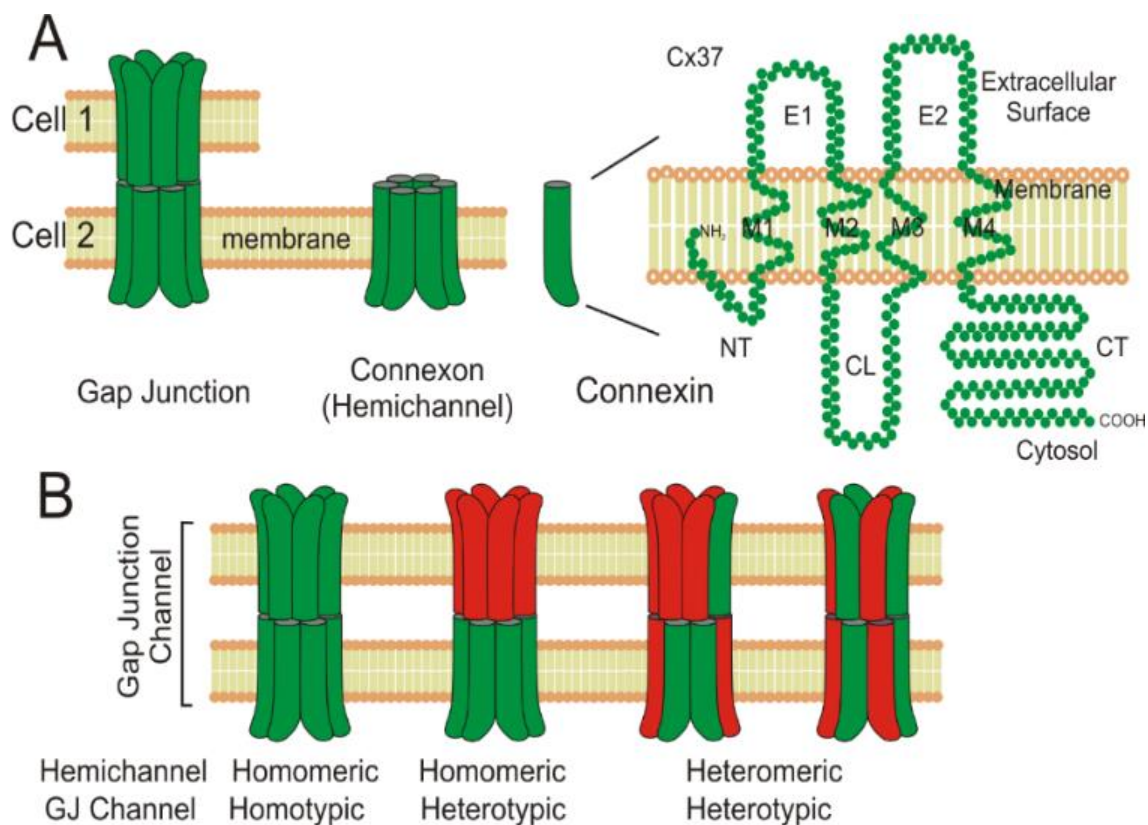 A
Cell 1
Cell 2
membrane
Gap Junction
Connexon
(Hemichannel)
Connexin
Cx37
E1
E2
Extracellular
Surface
Membrane
NH2
M1
M2
M3
M4
NT
CL
CT
COOH
Cytosol
B
Gap Junction
Channel
Hemichannel Homomeric Homomeric Heteromeric
GJ Channel Homotypic Heterotypic Heterotypic